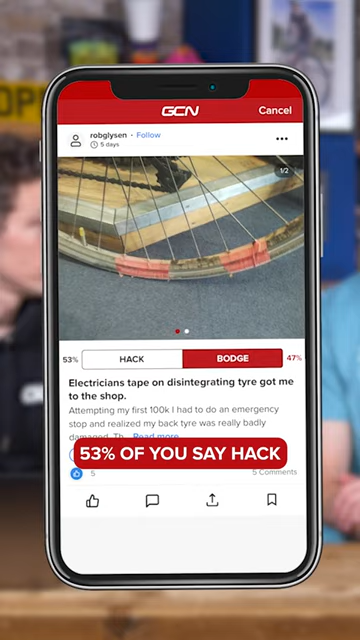 GCN
Cancel
robglysen · Follow
5 days
1/2
53% HACK BODGE 47%
Electricians tape on disintegrating tyre got me
to the shop.
Attempting my first 100k I had to do an emergency
stop and realized my back tyre was really badly
damaged. Th... Read more
53% OF YOU SAY HACK
5
5 Comments